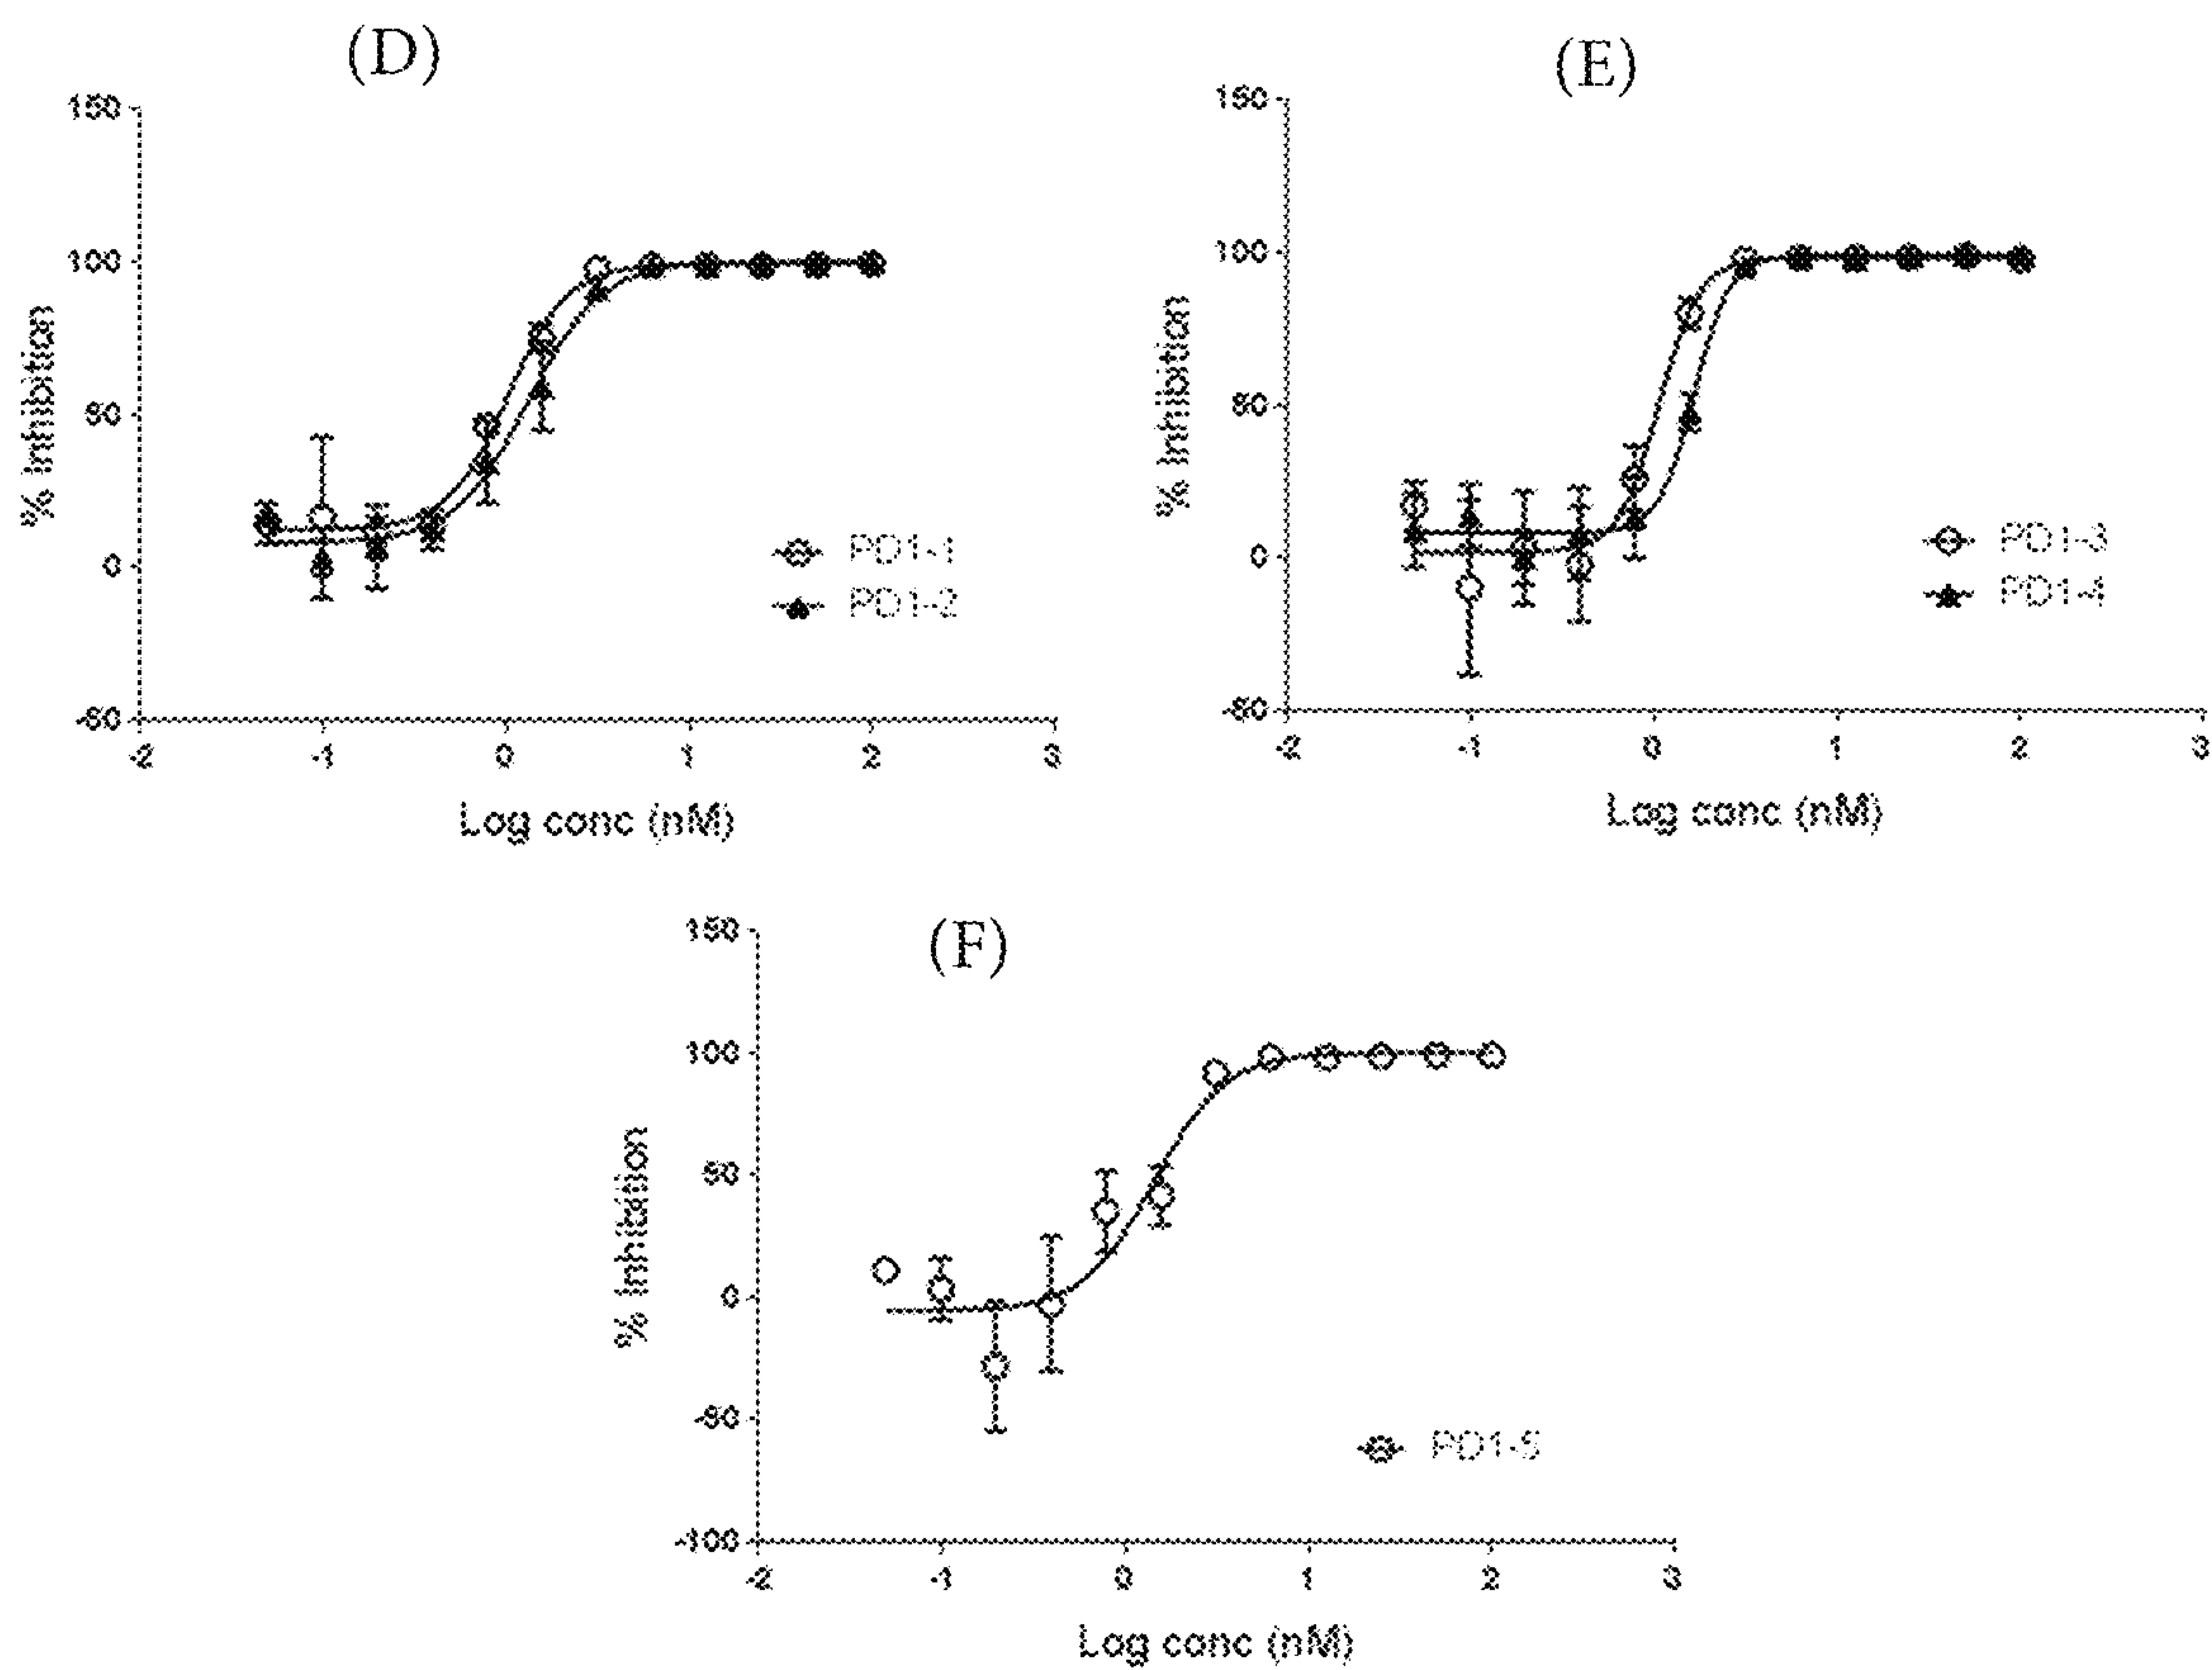 (D)
150
100
50
0
-50
-2 -1 0 1 2 3
% Inhibition
Log conc (nM)
PD1-1
PD1-2
(E)
150
100
50
0
-50
-2 -1 0 1 2 3
% Inhibition
Log conc (nM)
PD1-3
PD1-4
(F)
150
100
50
0
-50
-100
-2 -1 0 1 2 3
% Inhibition
Log conc (nM)
PD1-5